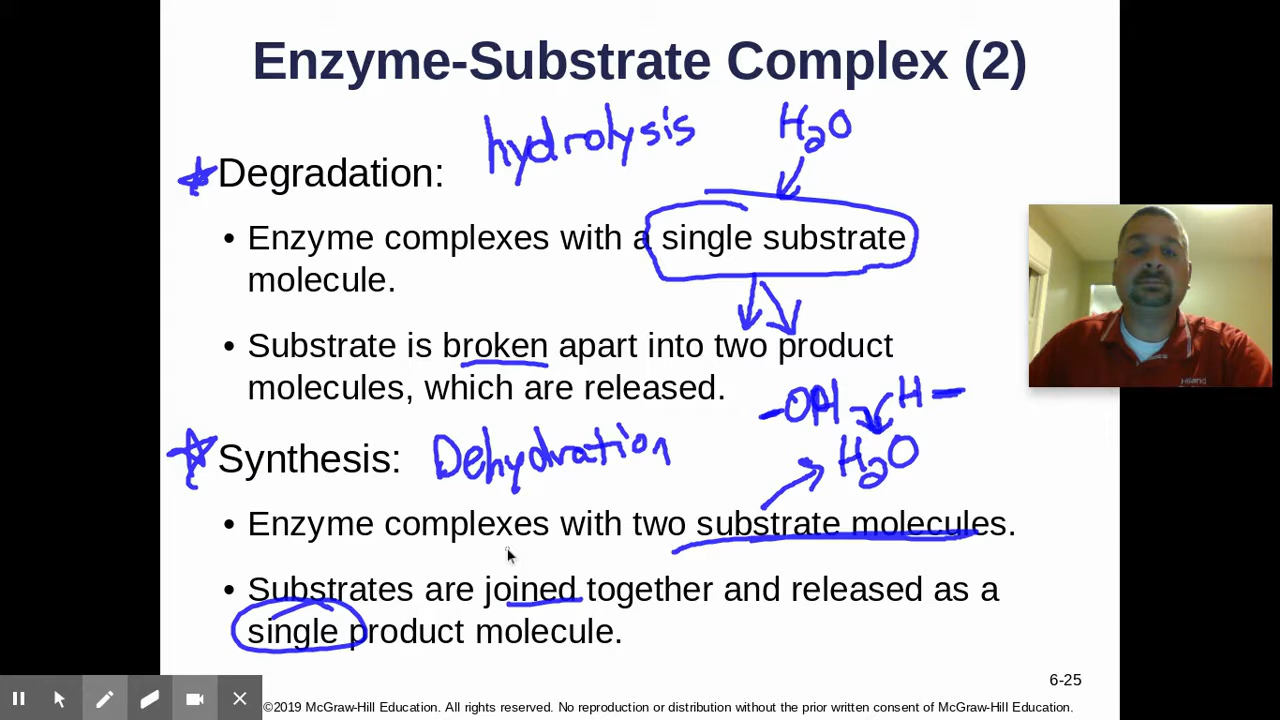 Enzyme-Substrate Complex (2)
hydrolysis H₂O
Degradation:
• Enzyme complexes with a single substrate
molecule.
• Substrate is broken apart into two product
molecules, which are released.
-OH H-
Synthesis: Dehydration H₂O
• Enzyme complexes with two substrate molecules.
• Substrates are joined together and released as a
single product molecule.
6-25
©2019 McGraw-Hill Education. All rights reserved. No reproduction or distribution without the prior written consent of McGraw-Hill Education.